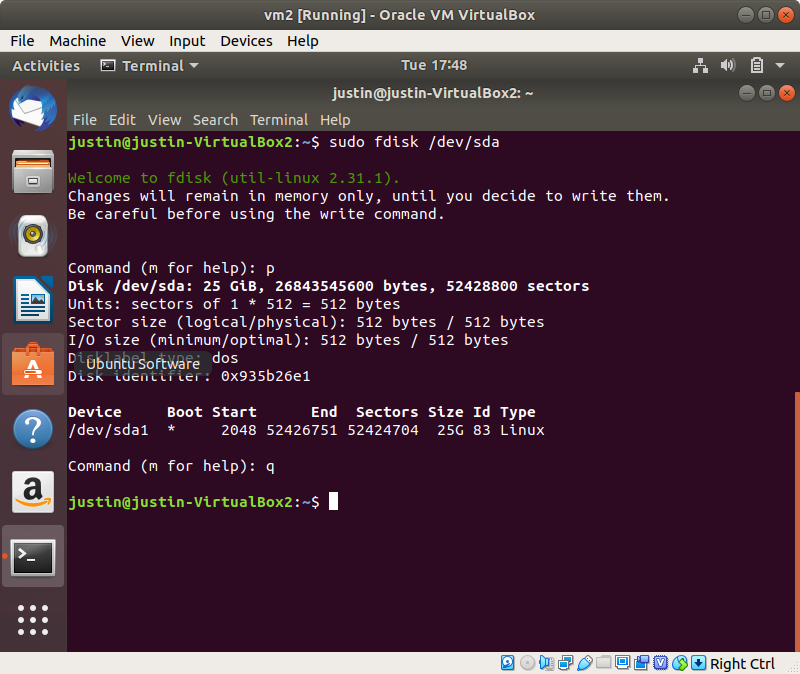 vm2 [Running] - Oracle VM VirtualBox
File Machine View Input Devices Help
Activities Terminal Tue 17:48
justin@justin-VirtualBox2: ~
File Edit View Search Terminal Help
justin@justin-VirtualBox2:~$ sudo fdisk /dev/sda
Welcome to fdisk (util-linux 2.31.1).
Changes will remain in memory only, until you decide to write them.
Be careful before using the write command.
Command (m for help): p
Disk /dev/sda: 25 GiB, 26843545600 bytes, 52428800 sectors
Units: sectors of 1 * 512 = 512 bytes
Sector size (logical/physical): 512 bytes / 512 bytes
I/O size (minimum/optimal): 512 bytes / 512 bytes
Disklabel type: dos
Ubuntu Software
Disk identifier: 0x935b26e1
Device Boot Start End Sectors Size Id Type
/dev/sda1 * 2048 52426751 52424704 25G 83 Linux
Command (m for help): q
justin@justin-VirtualBox2:~$
Right Ctrl